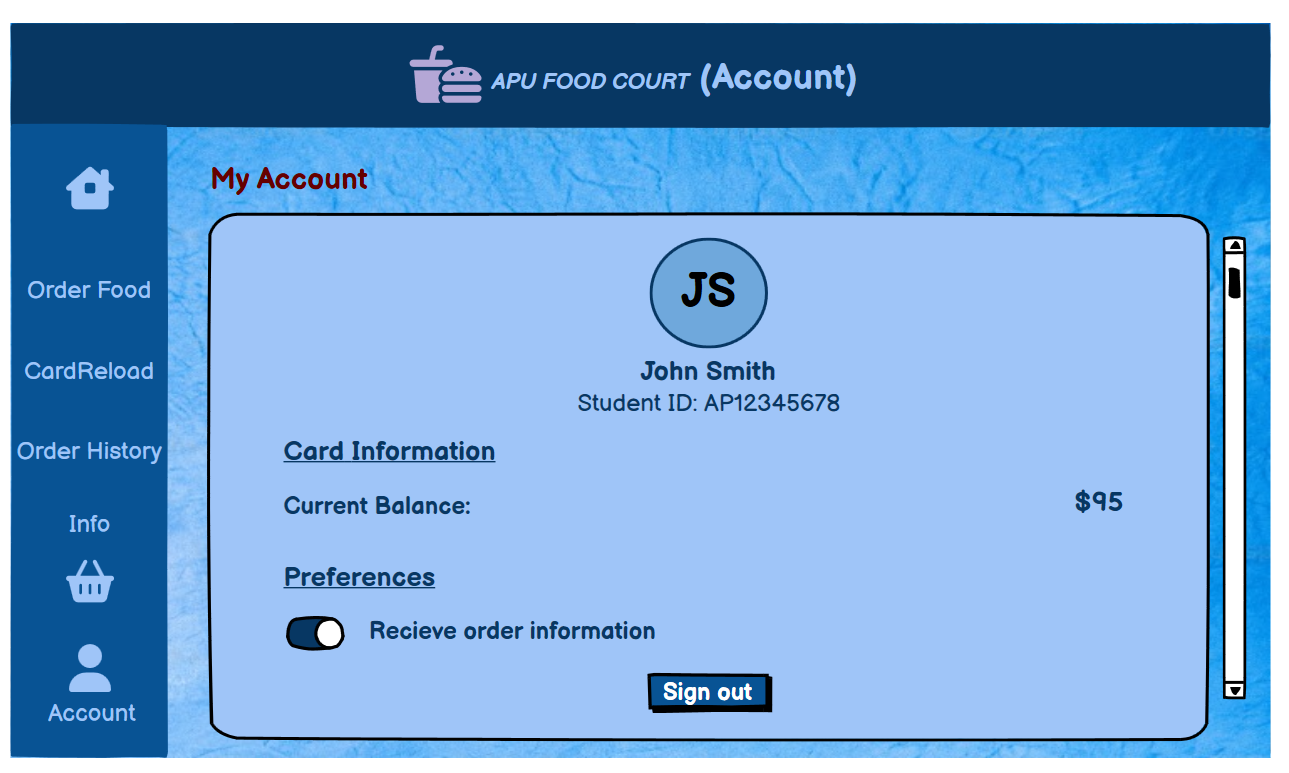 APU FOOD COURT (Account)
My Account
Order Food
CardReload
Order History
Info
Account
JS
John Smith
Student ID: AP12345678
Card Information
Current Balance: $95
Preferences
Recieve order information
Sign out